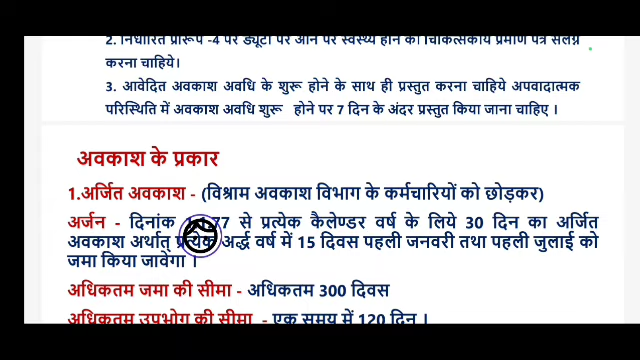 2. निर्धारित प्रारूप -4 पर ड्यूटी पर आने पर स्वस्थ्य होने का चिकित्सकीय प्रमाण पत्र संलग्न
करना चाहिये।
3. आवेदित अवकाश अवधि के शुरू होने के साथ ही प्रस्तुत करना चाहिये अपवादात्मक
परिस्थिति में अवकाश अवधि शुरू होने पर 7 दिन के अंदर प्रस्तुत किया जाना चाहिए ।
अवकाश के प्रकार
1.अर्जित अवकाश - (विश्राम अवकाश विभाग के कर्मचारियों को छोड़कर)
अर्जन - दिनांक से प्रत्येक कैलेण्डर वर्ष के लिये 30 दिन का अर्जित
अवकाश अर्थात् प्रत्येक अर्द्ध वर्ष में 15 दिवस पहली जनवरी तथा पहली जुलाई को
जमा किया जावेगा ।
अधिकतम जमा की सीमा - अधिकतम 300 दिवस
अधिकतम उपभोग की सीमा - एक समय में 120 दिन ।